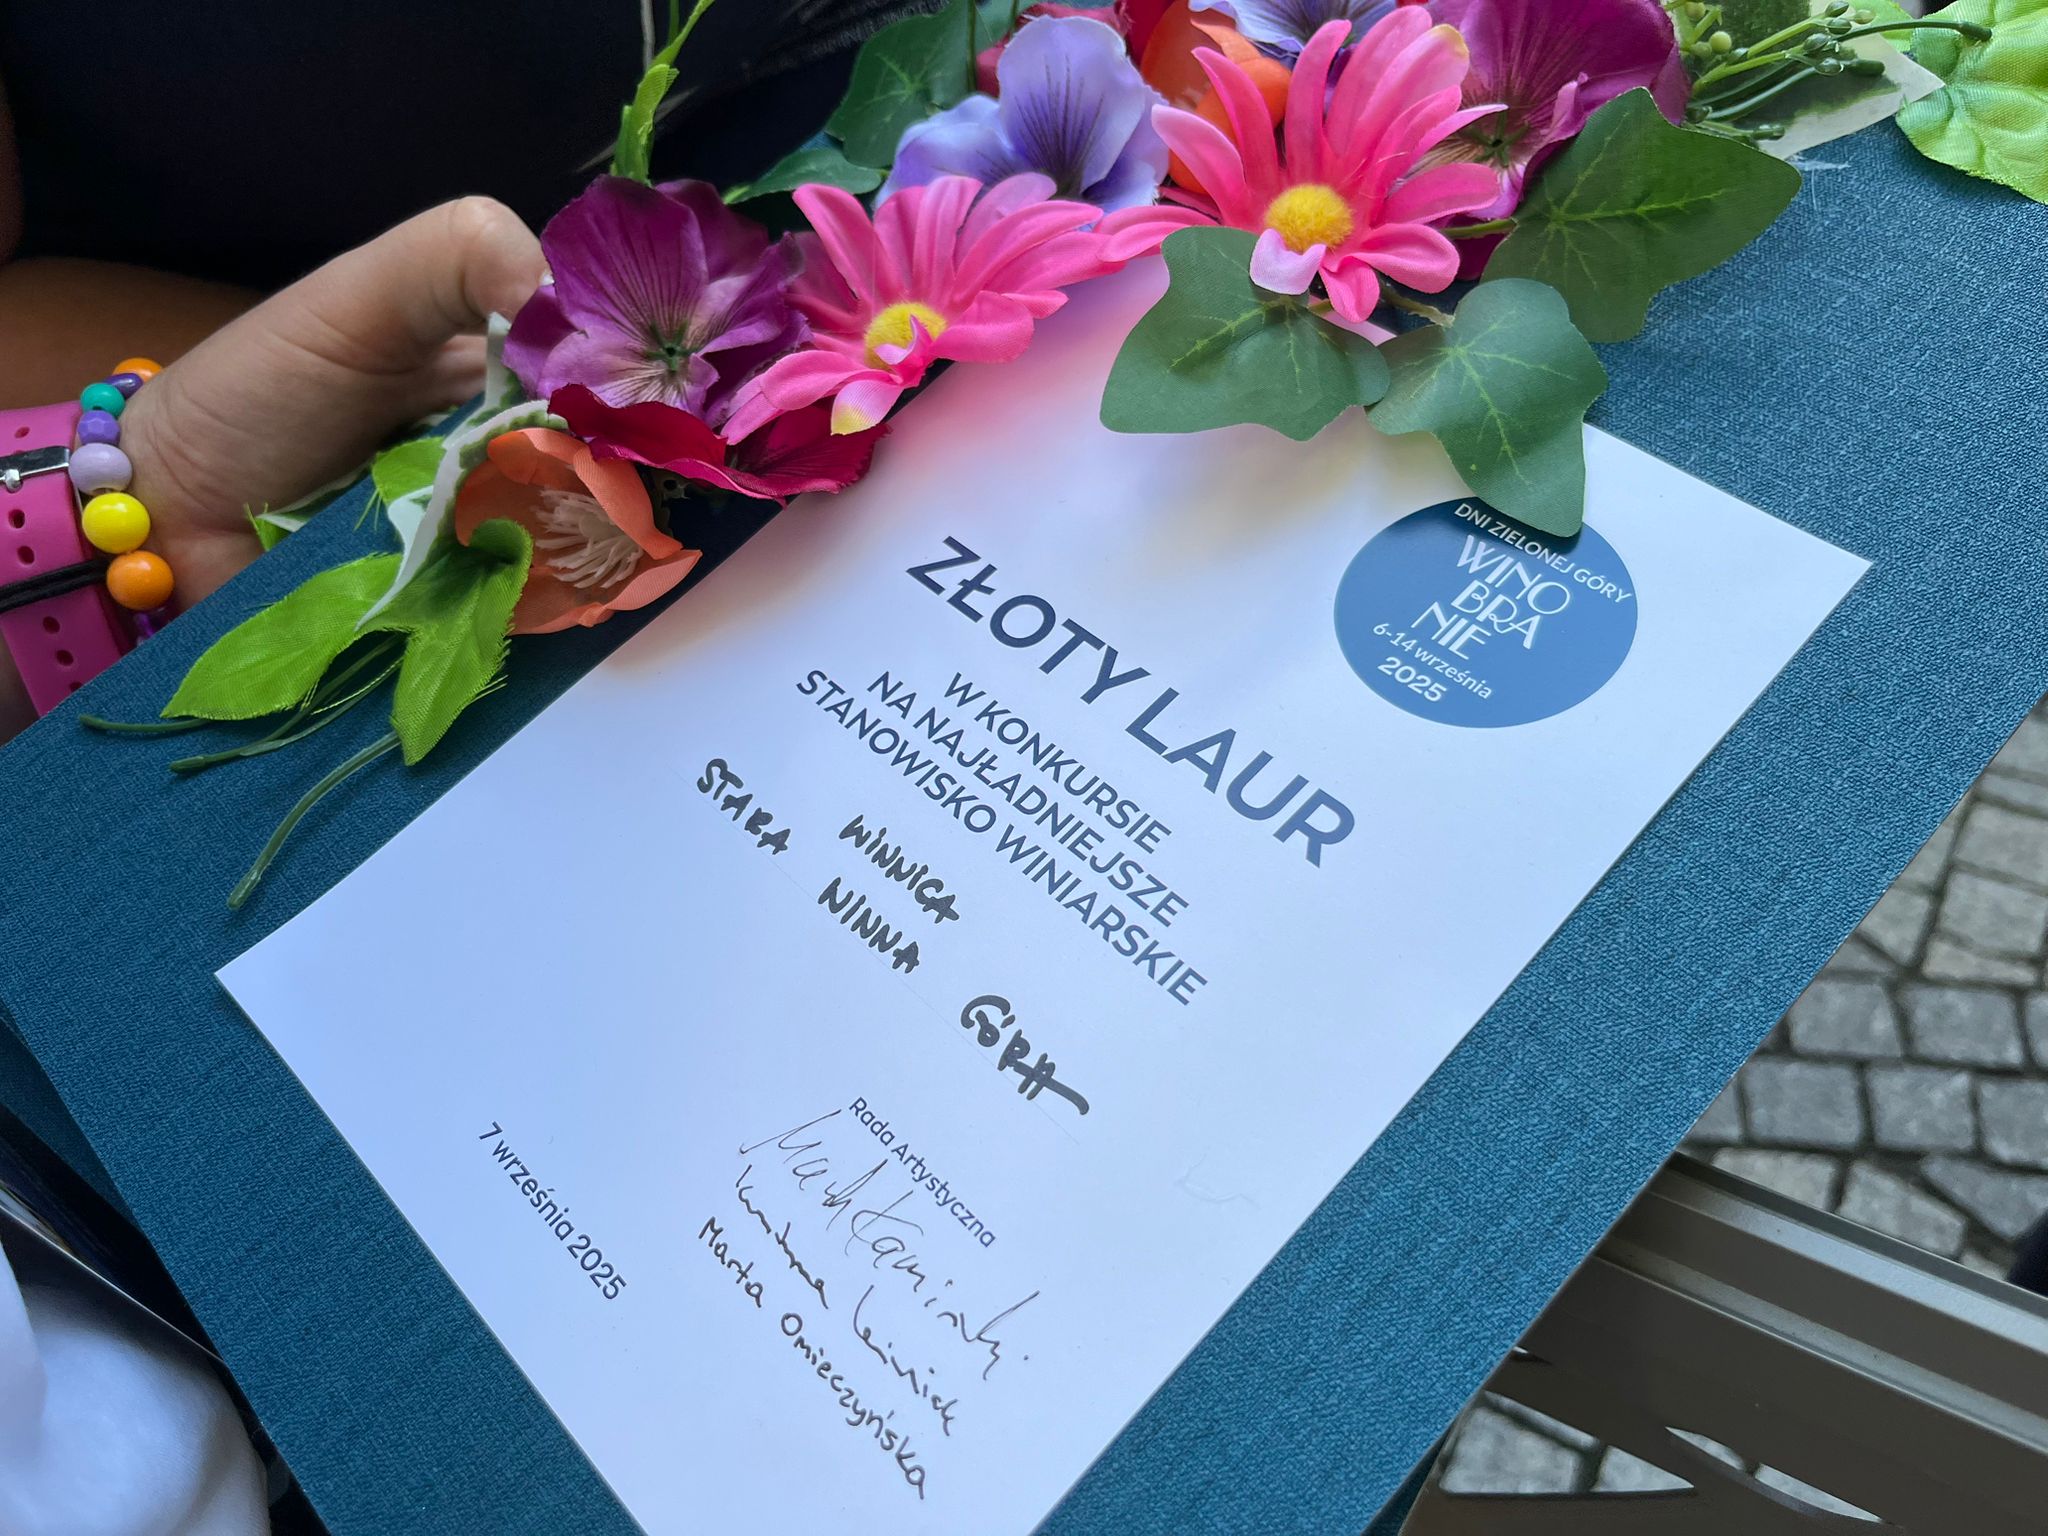 DNI ZIELONEJ GÓRY
WINO
BRA
NIE
6-14 września
2025
ZŁOTY LAUR
W KONKURSIE
NA NAJŁADNIEJSZE
STANOWISKO WINIARSKIE
STARA WINNICA
NINNA GÓRA
7 września 2025
Rada Artystyczna
Marta Omieczyńska